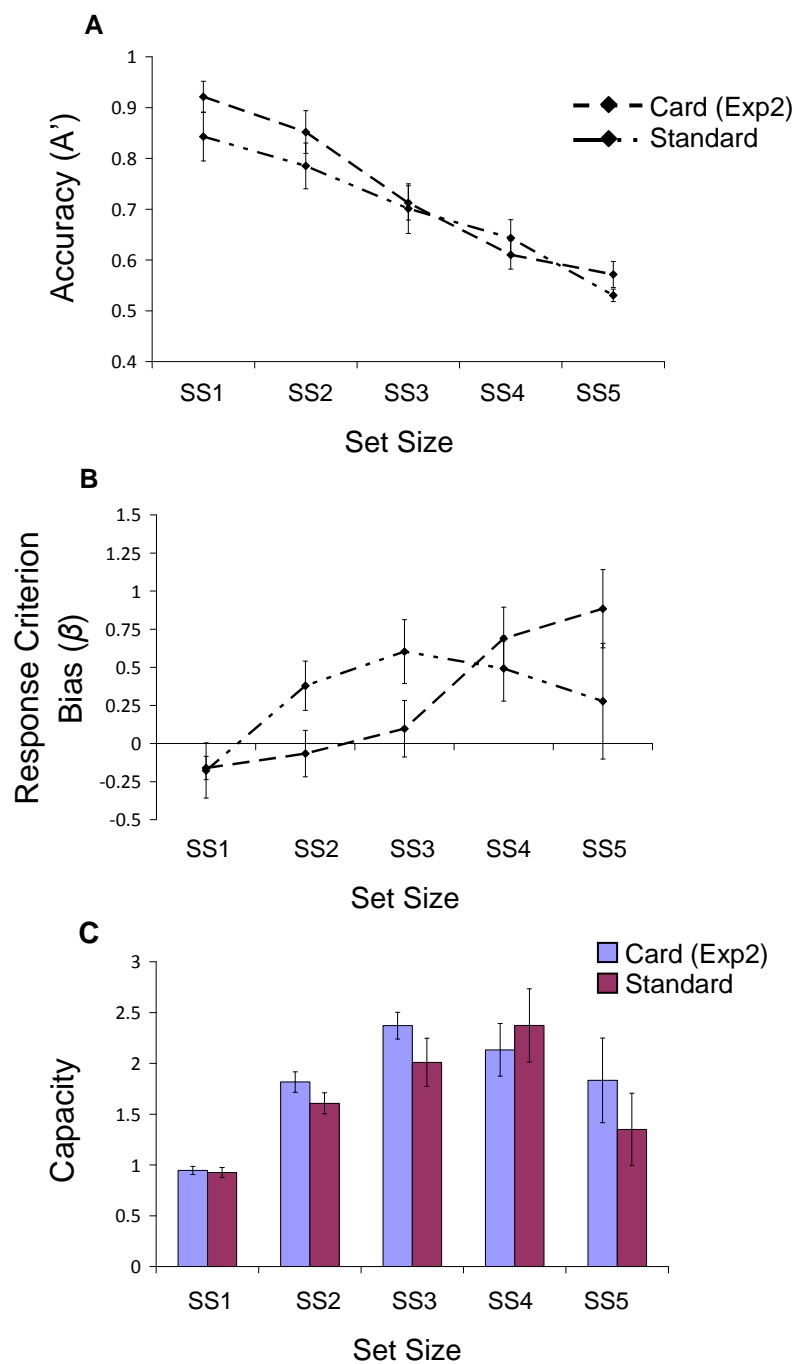 A
1
0.9
0.8
0.7
0.6
0.5
0.4
Accuracy (A’)
Card (Exp2)
Standard
SS1 SS2 SS3 SS4 SS5
Set Size
B
1.5
1.25
1
0.75
0.5
0.25
0
-0.25
-0.5
Response Criterion
Bias (β)
SS1 SS2 SS3 SS4 SS5
Set Size
C
3
2.5
2
1.5
1
0.5
0
Capacity
Card (Exp2)
Standard
SS1 SS2 SS3 SS4 SS5
Set Size